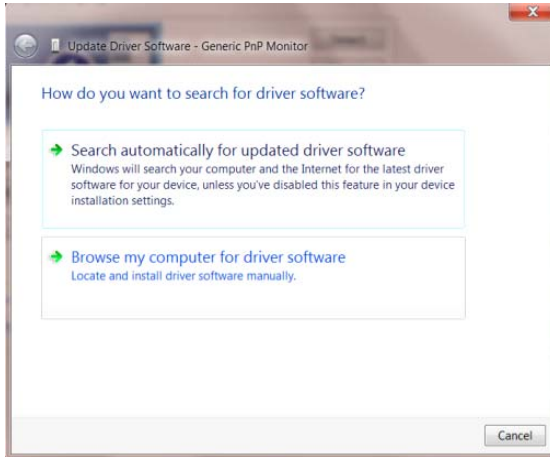 Update Driver Software - Generic PnP Monitor
How do you want to search for driver software?
Search automatically for updated driver software
Windows will search your computer and the Internet for the latest driver
software for your device, unless you've disabled this feature in your device
installation settings.
Browse my computer for driver software
Locate and install driver software manually.
Cancel